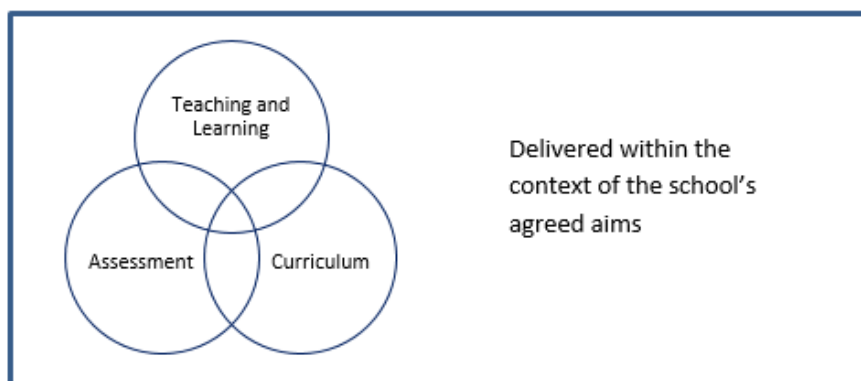 Teaching and
Learning
Assessment
Curriculum
Delivered within the
context of the school’s
agreed aims